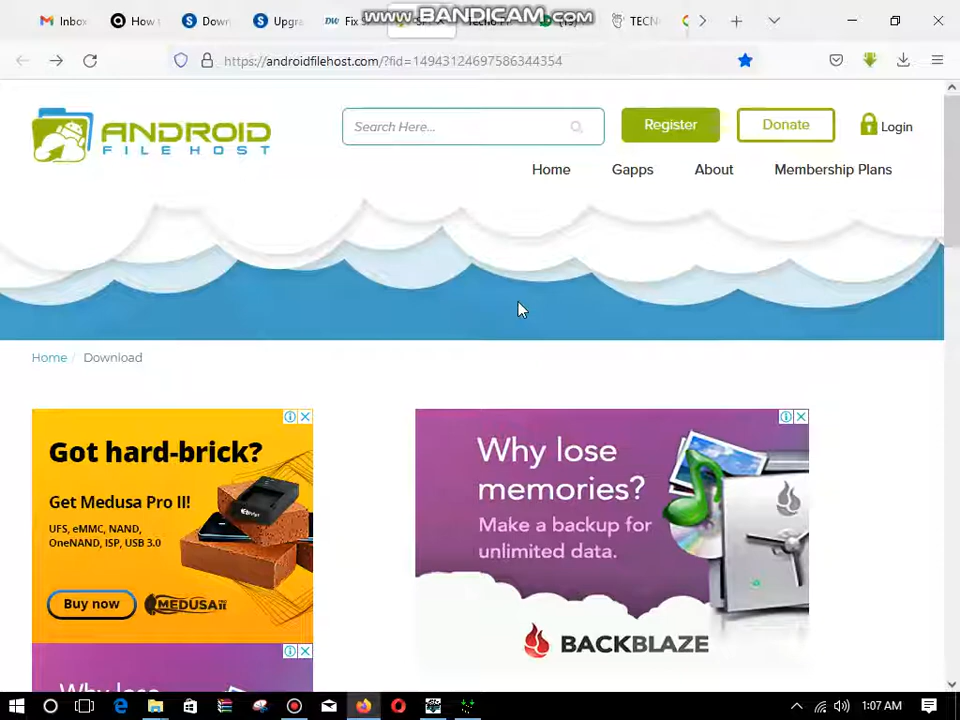 Inbox
How
Down
Upgra
Fix
WWW.BANDICAM.COM
TECN
https://androidfilehost.com/?fid=14943124697586344354
ANDROID
FILE HOST
Search Here...
Register
Donate
Login
Home
Gapps
About
Membership Plans
Home / Download
Got hard-brick?
Get Medusa Pro II!
UFS, eMMC, NAND,
OneNAND, ISP, USB 3.0
Buy now
MEDUSA
Why lose
memories?
Make a backup for
unlimited data.
BACKBLAZE
Why lose
1:07 AM